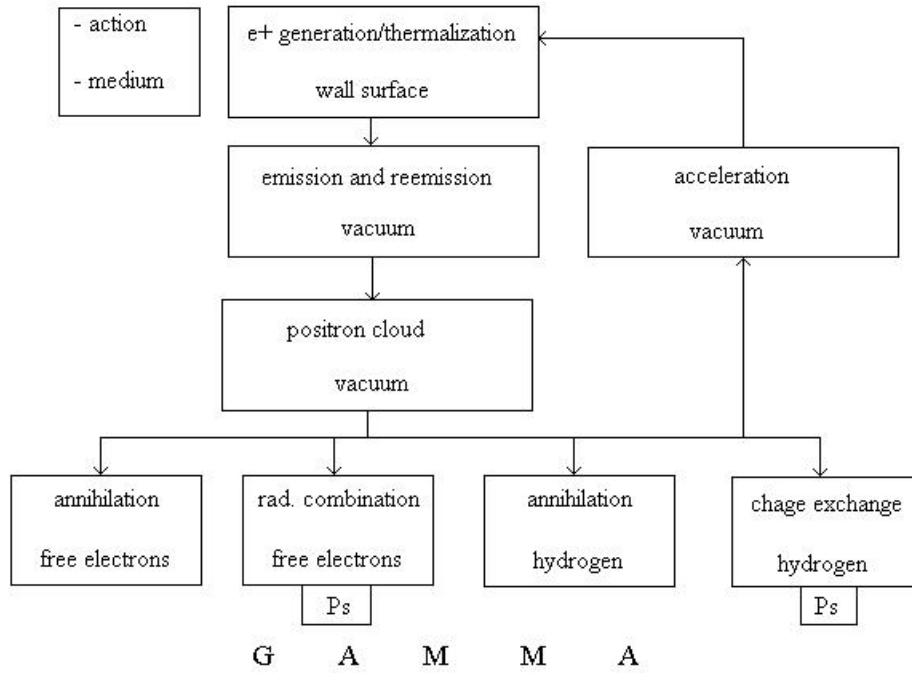 - action
- medium
e+ generation/thermalization
wall surface
emission and reemission
vacuum
acceleration
vacuum
positron cloud
vacuum
annihilation
free electrons
rad. combination
free electrons
Ps
annihilation
hydrogen
chage exchange
hydrogen
Ps
G A M M A